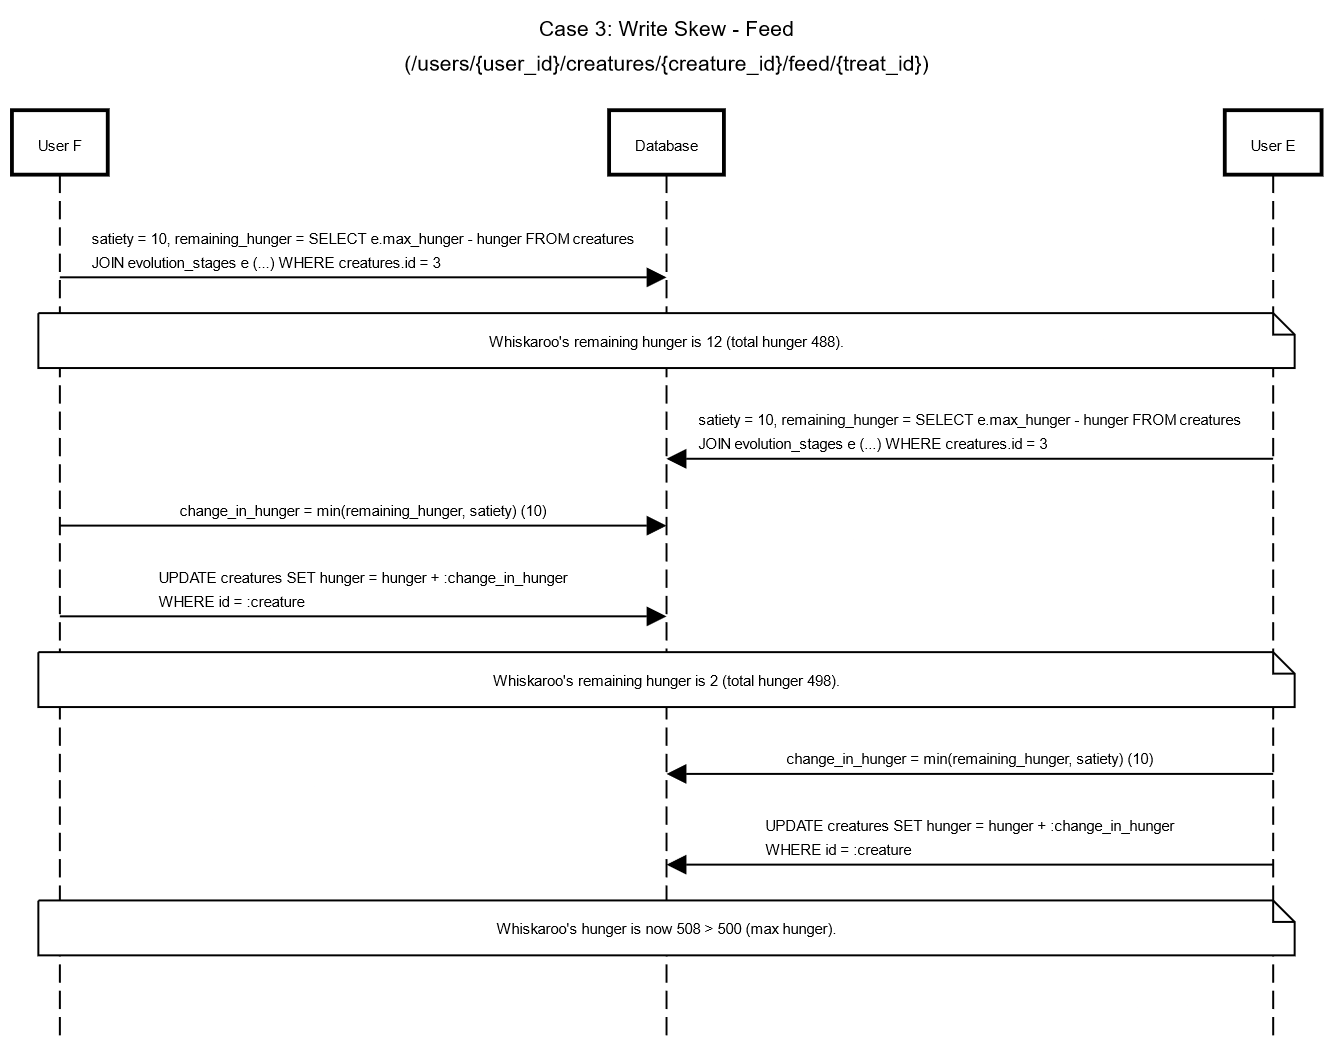 Case 3: Write Skew - Feed
(/users/{user_id}/creatures/{creature_id}/feed/{treat_id})
User F
Database
User E
satiety = 10, remaining_hunger = SELECT e.max_hunger - hunger FROM creatures
JOIN evolution_stages e (...) WHERE creatures.id = 3
Whiskaroo's remaining hunger is 12 (total hunger 488).
satiety = 10, remaining_hunger = SELECT e.max_hunger - hunger FROM creatures
JOIN evolution_stages e (...) WHERE creatures.id = 3
change_in_hunger = min(remaining_hunger, satiety) (10)
UPDATE creatures SET hunger = hunger + :change_in_hunger
WHERE id = :creature
Whiskaroo's remaining hunger is 2 (total hunger 498).
change_in_hunger = min(remaining_hunger, satiety) (10)
UPDATE creatures SET hunger = hunger + :change_in_hunger
WHERE id = :creature
Whiskaroo's hunger is now 508 > 500 (max hunger).